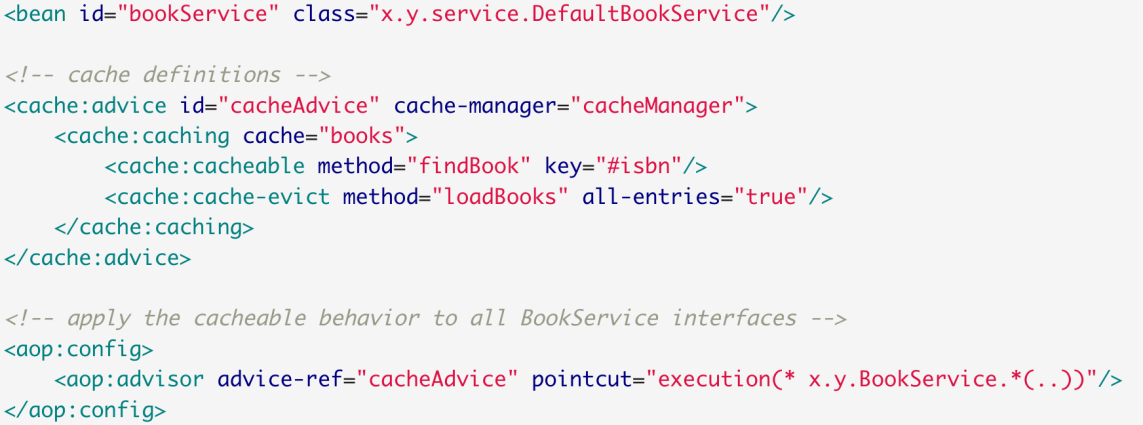 <bean id="bookService" class="x.y.service.DefaultBookService"/>
<!-- cache definitions -->
<cache:advice id="cacheAdvice" cache-manager="cacheManager">
<cache:caching cache="books">
<cache:cacheable method="findBook" key="#isbn"/>
<cache:cache-evict method="loadBooks" all-entries="true"/>
</cache:caching>
</cache:advice>
<!-- apply the cacheable behavior to all BookService interfaces -->
<aop:config>
<aop:advisor advice-ref="cacheAdvice" pointcut="execution(* x.y.BookService.*(..))"/>
</aop:config>